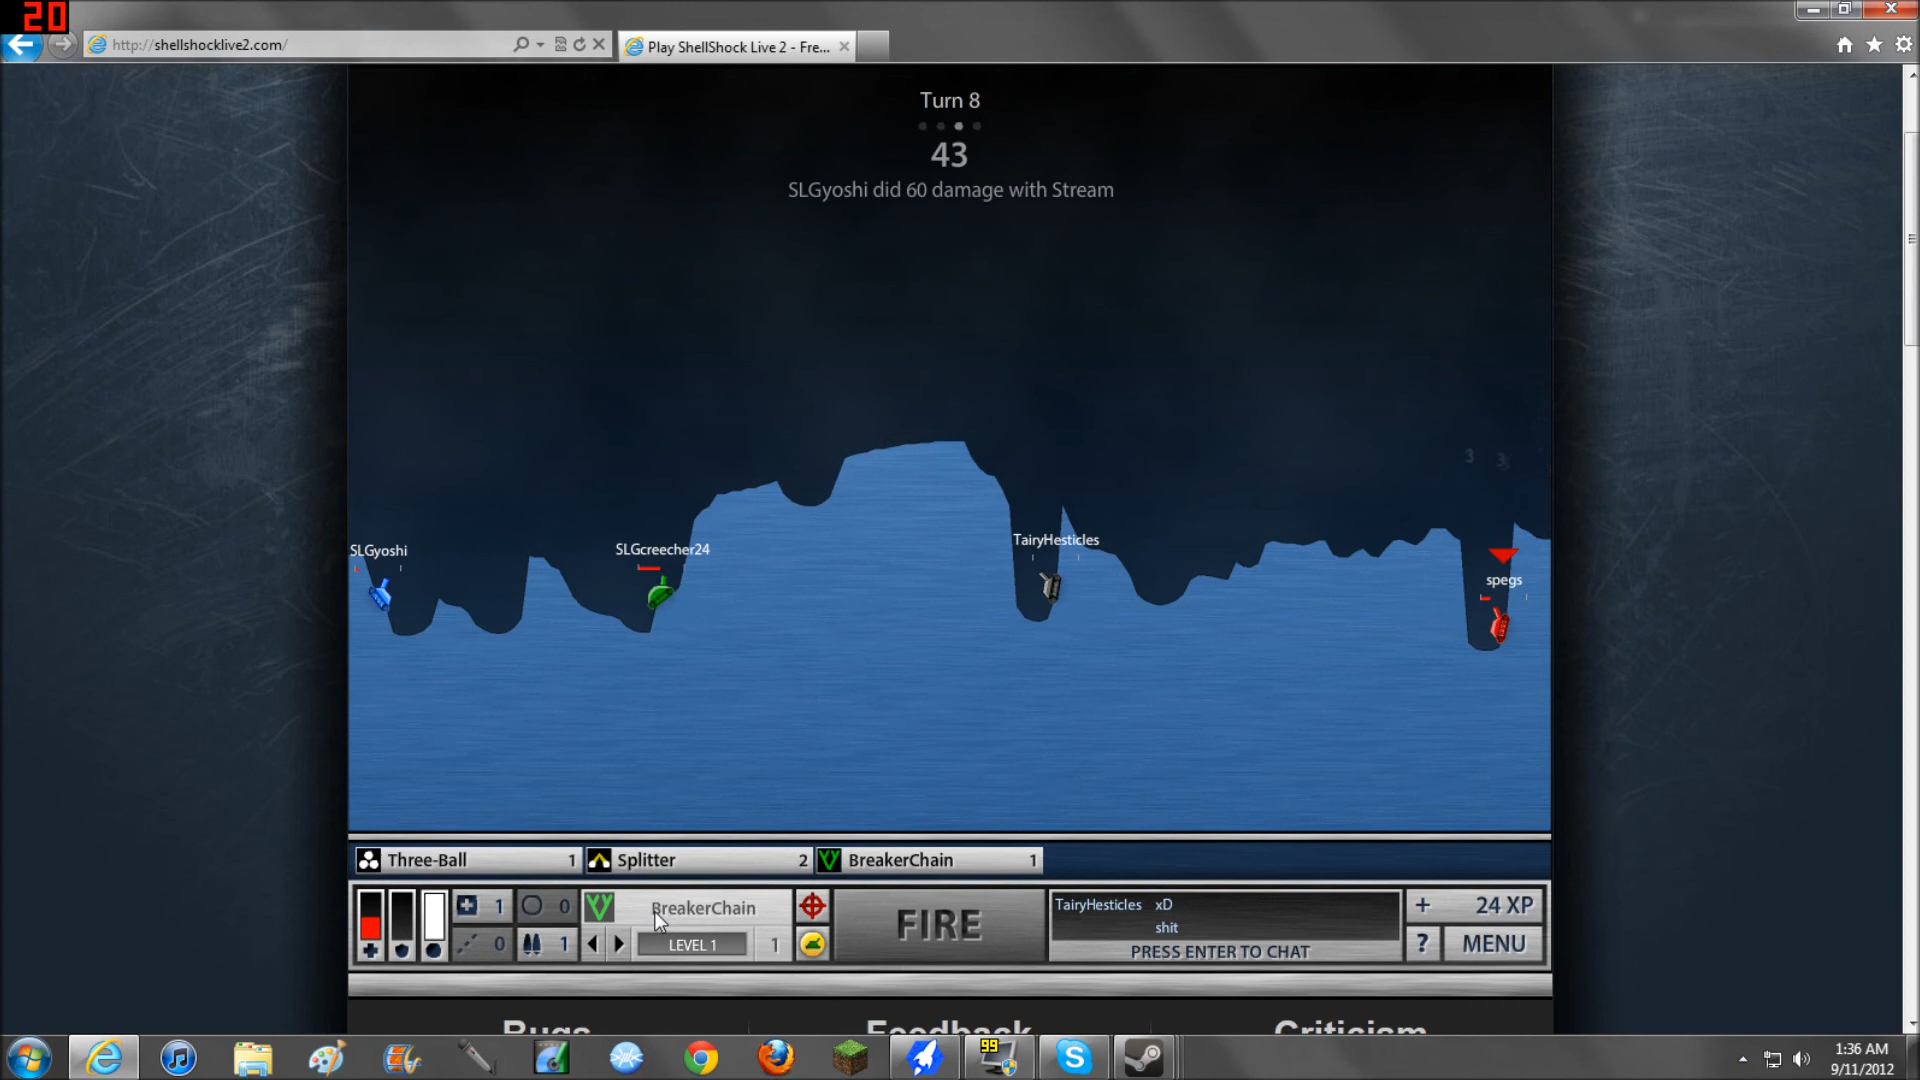 20
http://shellshocklive2.com/
Play ShellShock Live 2 - Fre...
Turn 8
43
SLGyoshi did 60 damage with Stream
3 3
TairyHesticles
SLGyoshi
SLGcreecher24
spegs
Three-Ball 1
Splitter 2
BreakerChain 1
1 0
BreakerChain
0 1
LEVEL 1 1
FIRE
TairyHesticles xD
shit
PRESS ENTER TO CHAT
+ 24 XP
? MENU
Bugs
Feedback
Criticism
99
1:36 AM
9/11/2012